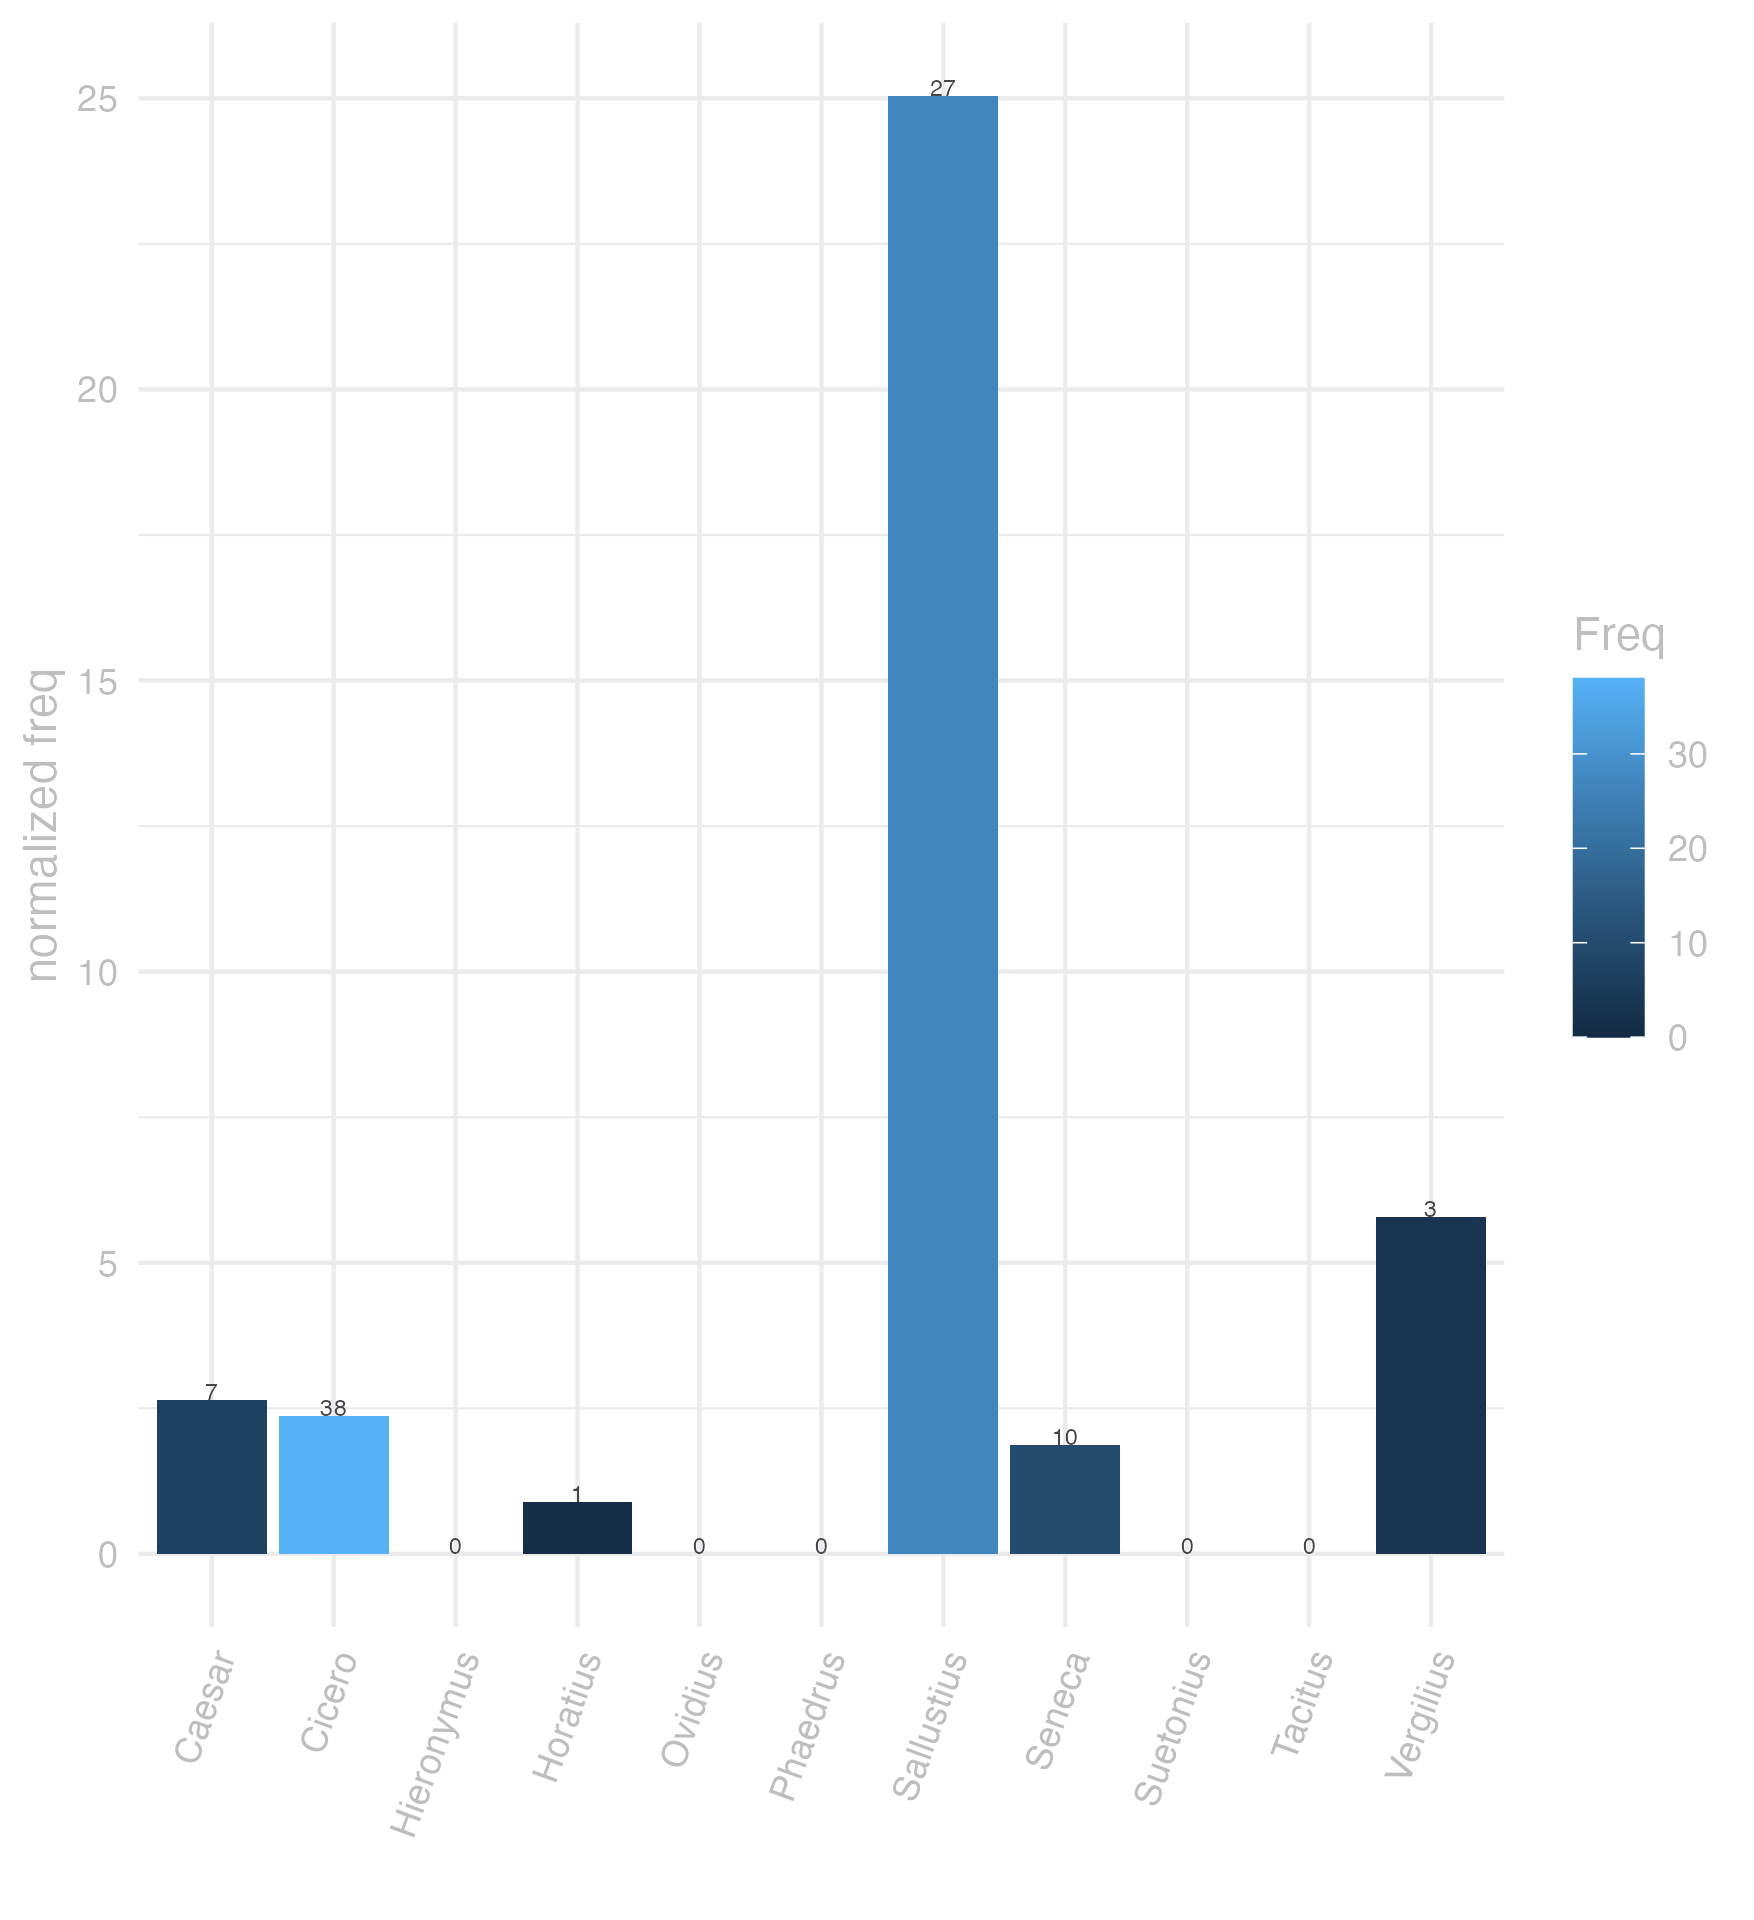 25
20
15
10
5
0
normalized freq
27
3
7
38
10
1
0
0
0
0
0
Caesar
Cicero
Hieronymus
Horatius
Ovidius
Phaedrus
Sallustius
Seneca
Suetonius
Tacitus
Vergilius
Freq
30
20
10
0